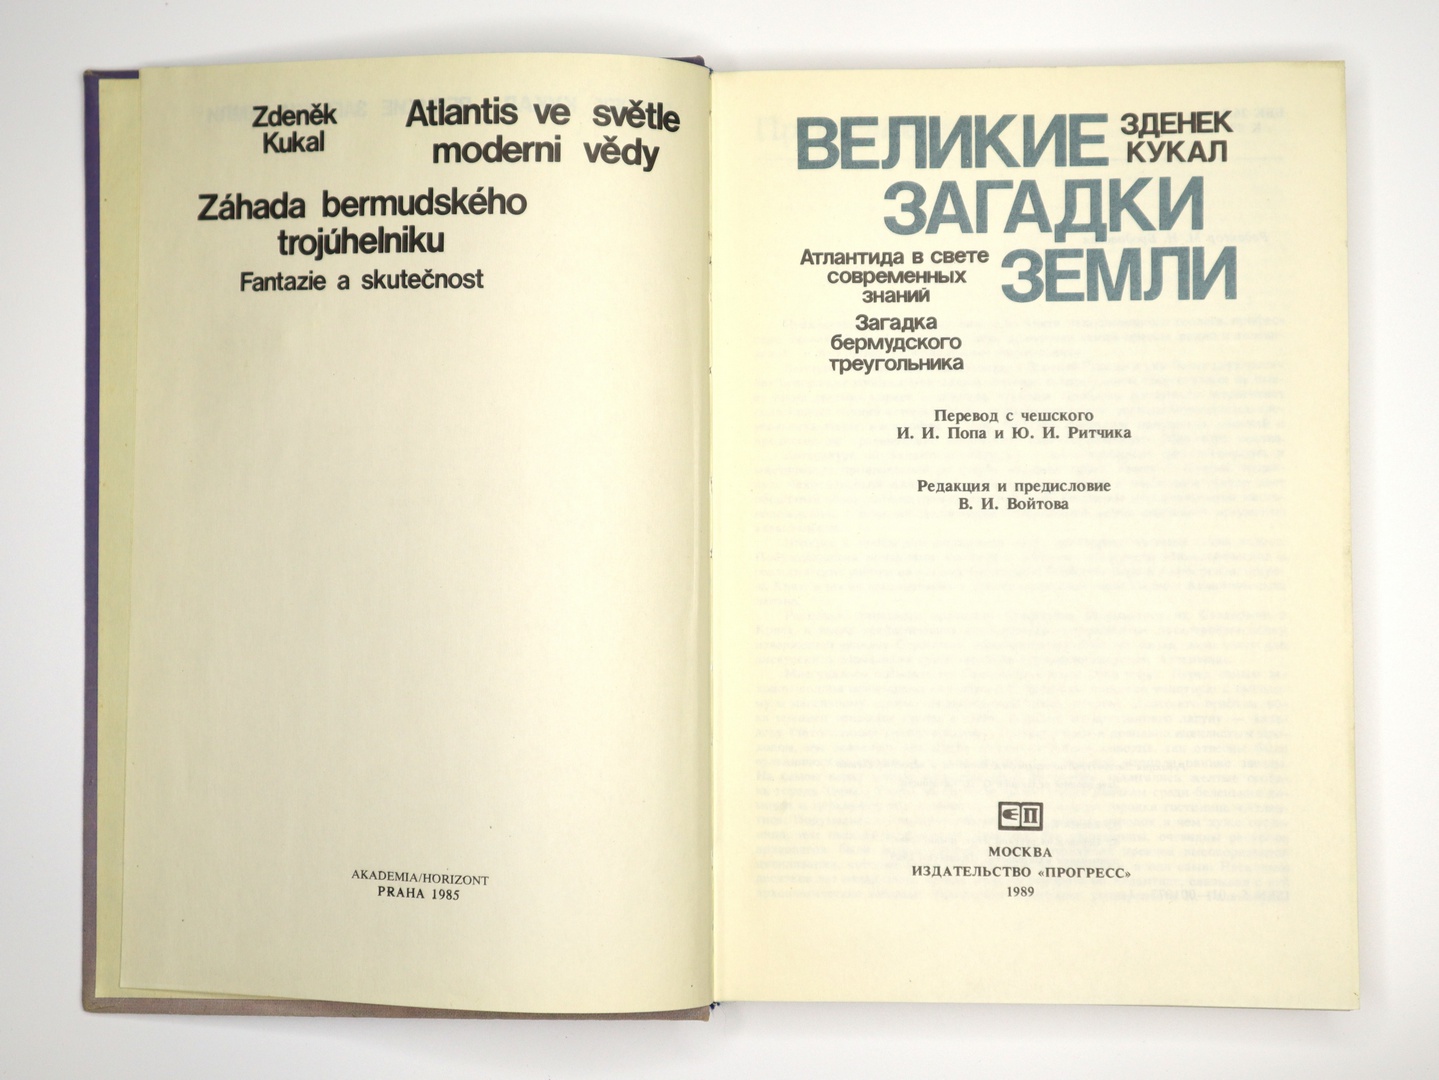 Zdeněk
Kukal
Atlantis ve světle
moderni vědy
Záhada bermudského
trojúhelniku
Fantazie a skutečnost
AKADEMIA/HORIZONT
PRAHA 1985
ВЕЛИКИЕ
ЗАГАДКИ
ЗЕМЛИ
ЗДЕНЕК
КУКАЛ
Атлантида в свете
современных
знаний
Загадка
бермудского
треугольника
Перевод с чешского
И. И. Попа и Ю. И. Ритчика
Редакция и предисловие
В. И. Войтова
П
МОСКВА
ИЗДАТЕЛЬСТВО «ПРОГРЕСС»
1989